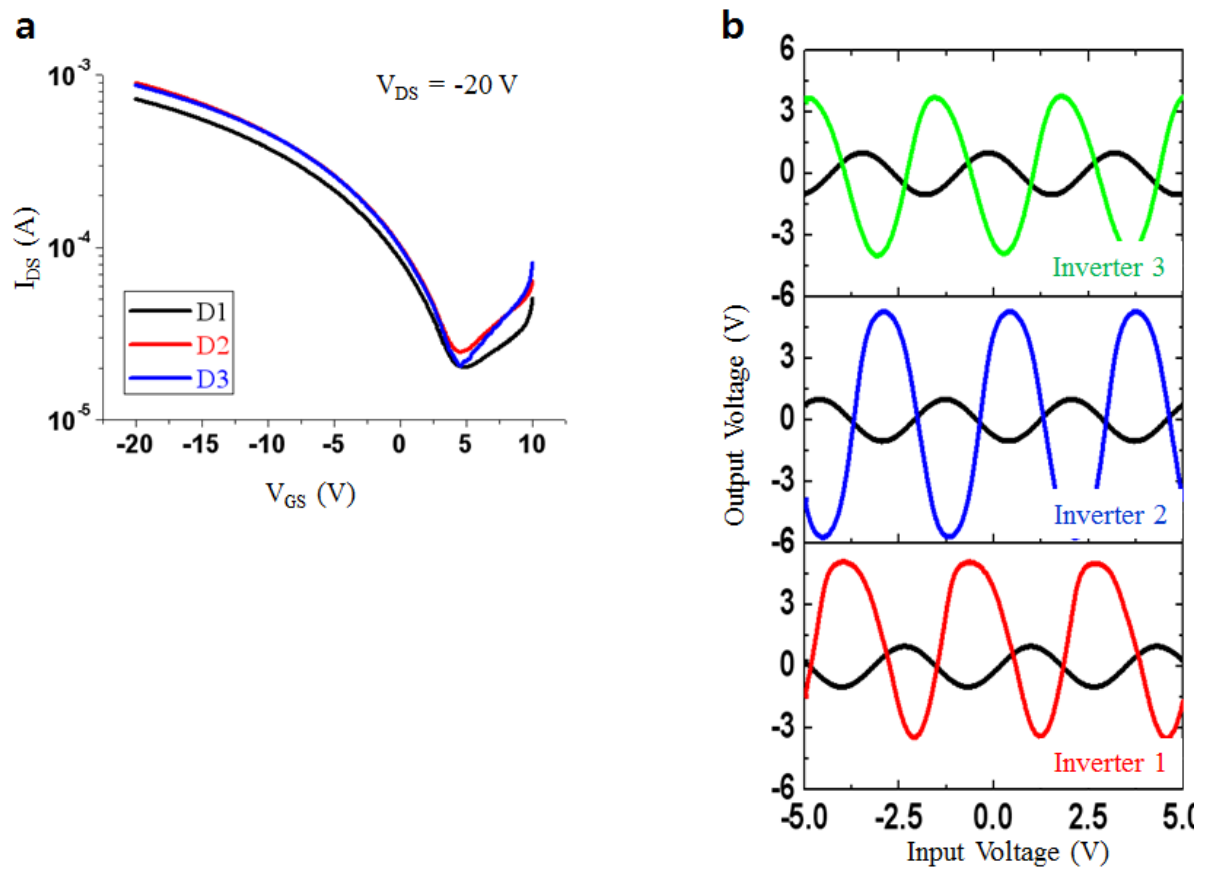 a
V_DS = -20 V
I_DS (A)
10^-3
10^-4
10^-5
D1
D2
D3
-20 -15 -10 -5 0 5 10
V_GS (V)
b
Output Voltage (V)
6
3
0
-3
-6
Inverter 3
3
0
-3
-6
Inverter 2
3
0
-3
-6
Inverter 1
-5.0 -2.5 0.0 2.5 5.0
Input Voltage (V)